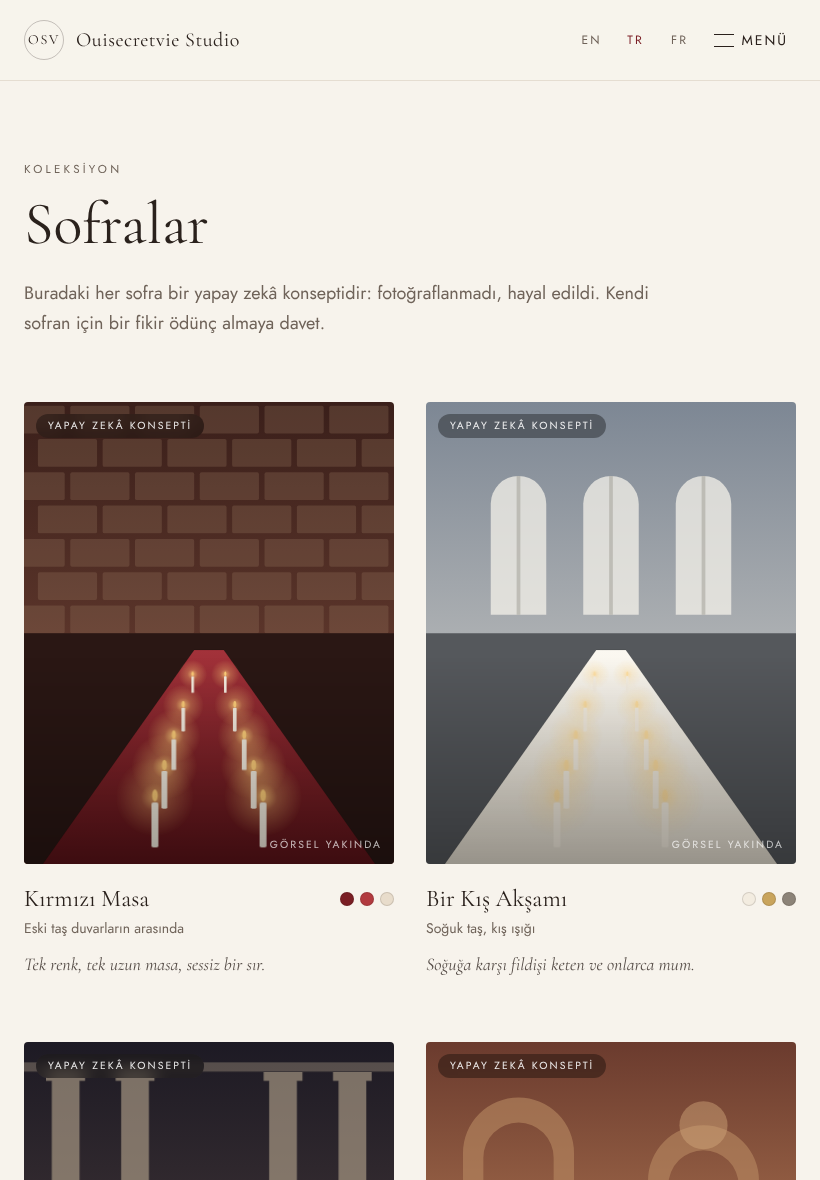 OSV
Ouisecretvie Studio
EN
TR
FR
MENÜ
KOLEKSİYON
Sofralar
Buradaki her sofra bir yapay zekâ konseptidir: fotoğraflanmadı, hayal edildi. Kendi
sofran için bir fikir ödünç almaya davet.
YAPAY ZEKÂ KONSEPTİ
GÖRSEL YAKINDA
Kırmızı Masa
Eski taş duvarların arasında
Tek renk, tek uzun masa, sessiz bir sır.
YAPAY ZEKÂ KONSEPTİ
GÖRSEL YAKINDA
Bir Kış Akşamı
Soğuk taş, kış ışığı
Soğuğa karşı fildişi keten ve onlarca mum.
YAPAY ZEKÂ KONSEPTİ
YAPAY ZEKÂ KONSEPTİ